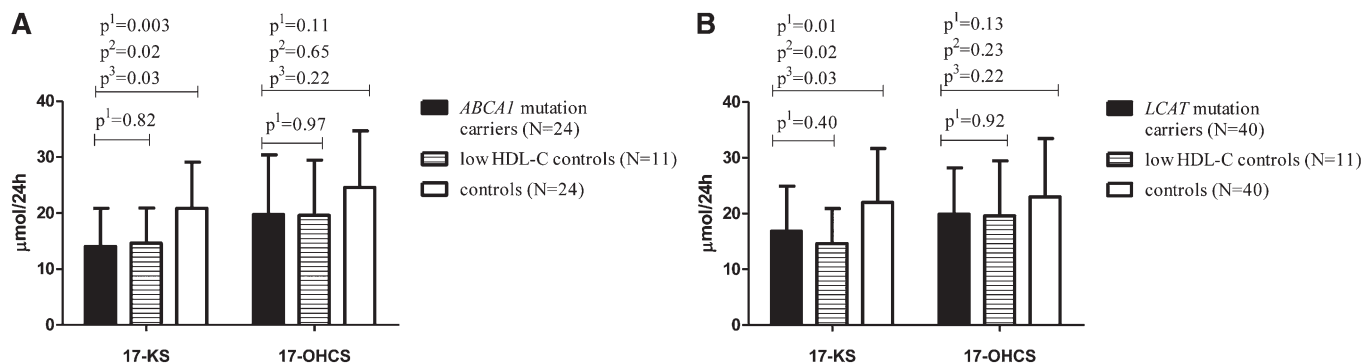 A
p¹=0.003
p²=0.02
p³=0.03
p¹=0.82
p¹=0.11
p²=0.65
p³=0.22
p¹=0.97
40
30
20
10
0
μmol/24h
17-KS
17-OHCS
ABCA1 mutation
carriers (N=24)
low HDL-C controls (N=11)
controls (N=24)
B
p¹=0.01
p²=0.02
p³=0.03
p¹=0.40
p¹=0.13
p²=0.23
p³=0.22
p¹=0.92
40
30
20
10
0
μmol/24h
17-KS
17-OHCS
LCAT mutation
carriers (N=40)
low HDL-C controls (N=11)
controls (N=40)